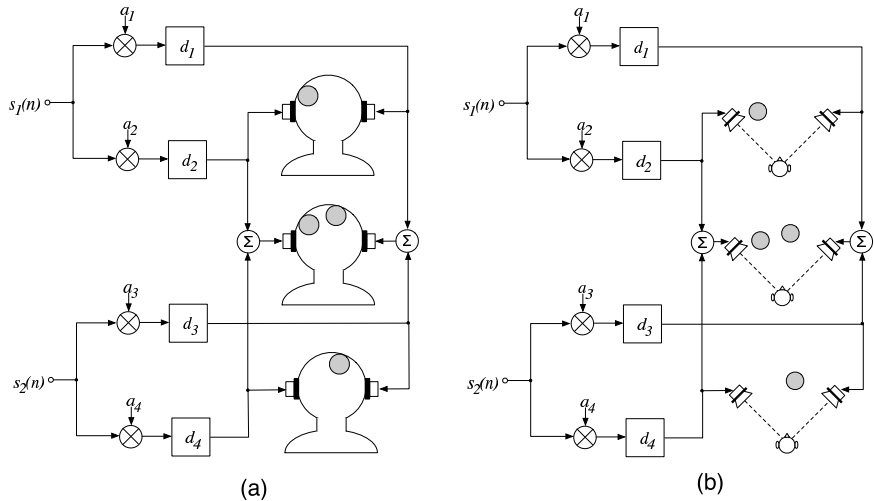 a1
d1
s1(n)
a2
d2
Σ
Σ
a3
d3
s2(n)
a4
d4
(a)
a1
d1
s1(n)
a2
d2
Σ
Σ
a3
d3
s2(n)
a4
d4
(b)